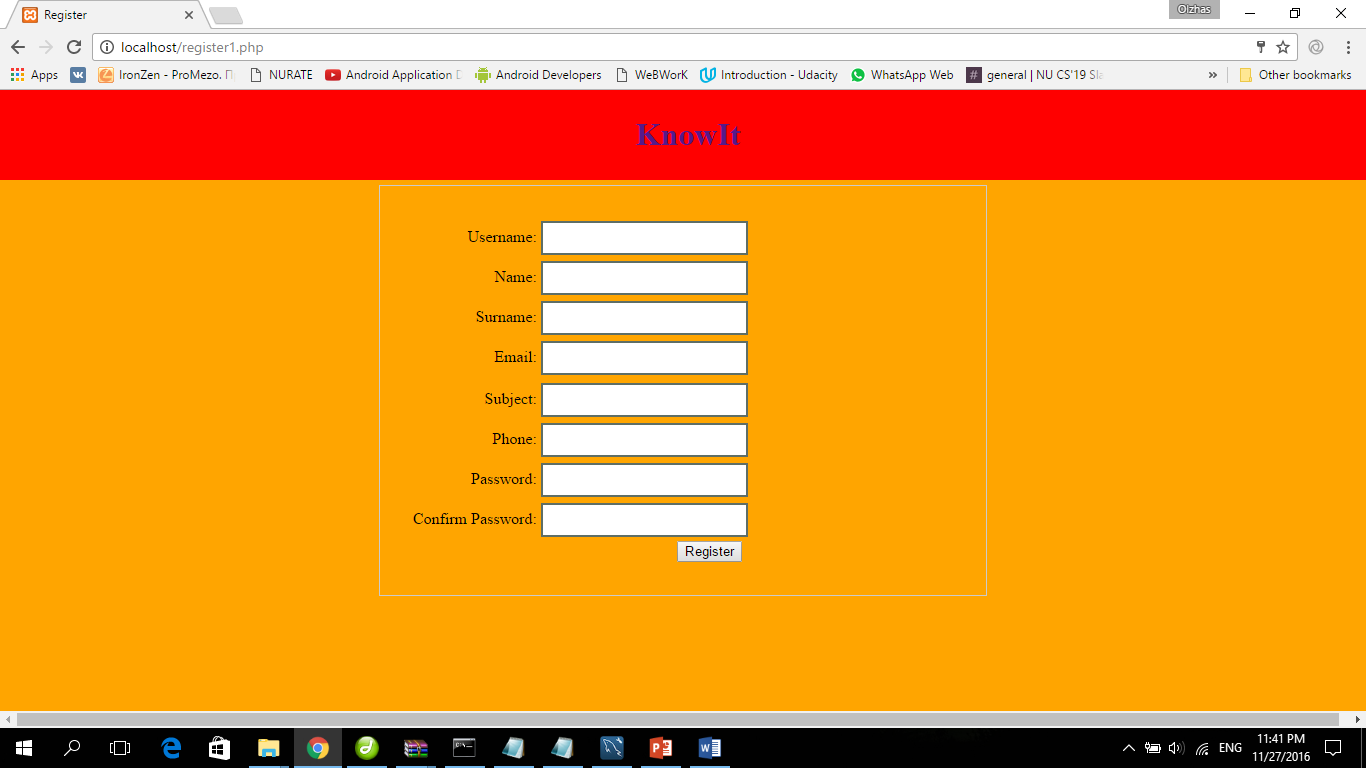 Register
Olzhas
localhost/register1.php
Apps
IronZen - ProMezo. П
NURATE
Android Application D
Android Developers
WeBWorK
Introduction - Udacity
WhatsApp Web
general | NU CS'19 Sla
»
Other bookmarks
KnowIt
Username:
Name:
Surname:
Email:
Subject:
Phone:
Password:
Confirm Password:
Register
ENG
11:41 PM
11/27/2016